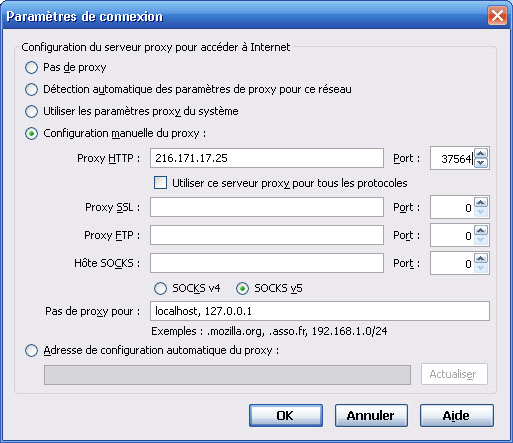 Paramètres de connexion
Configuration du serveur proxy pour accéder à Internet
Pas de proxy
Détection automatique des paramètres de proxy pour ce réseau
Utiliser les paramètres proxy du système
Configuration manuelle du proxy :
Proxy HTTP : 216.171.17.25 Port : 37564
Utiliser ce serveur proxy pour tous les protocoles
Proxy SSL : Port : 0
Proxy FTP : Port : 0
Hôte SOCKS : Port : 0
SOCKS v4 SOCKS v5
Pas de proxy pour : localhost, 127.0.0.1
Exemples : .mozilla.org, .asso.fr, 192.168.1.0/24
Adresse de configuration automatique du proxy :
Actualiser
OK Annuler Aide